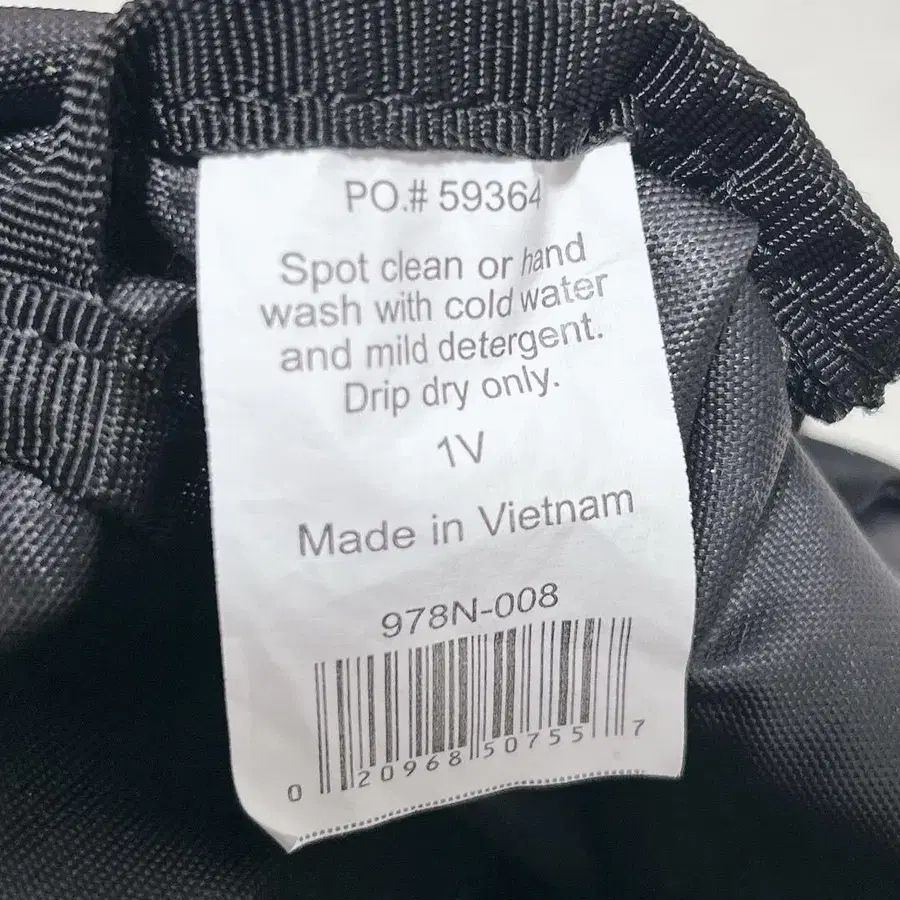 PO.# 59364
Spot clean or hand
wash with cold water
and mild detergent.
Drip dry only.
1V
Made in Vietnam
978N-008
0 20968 50755 7